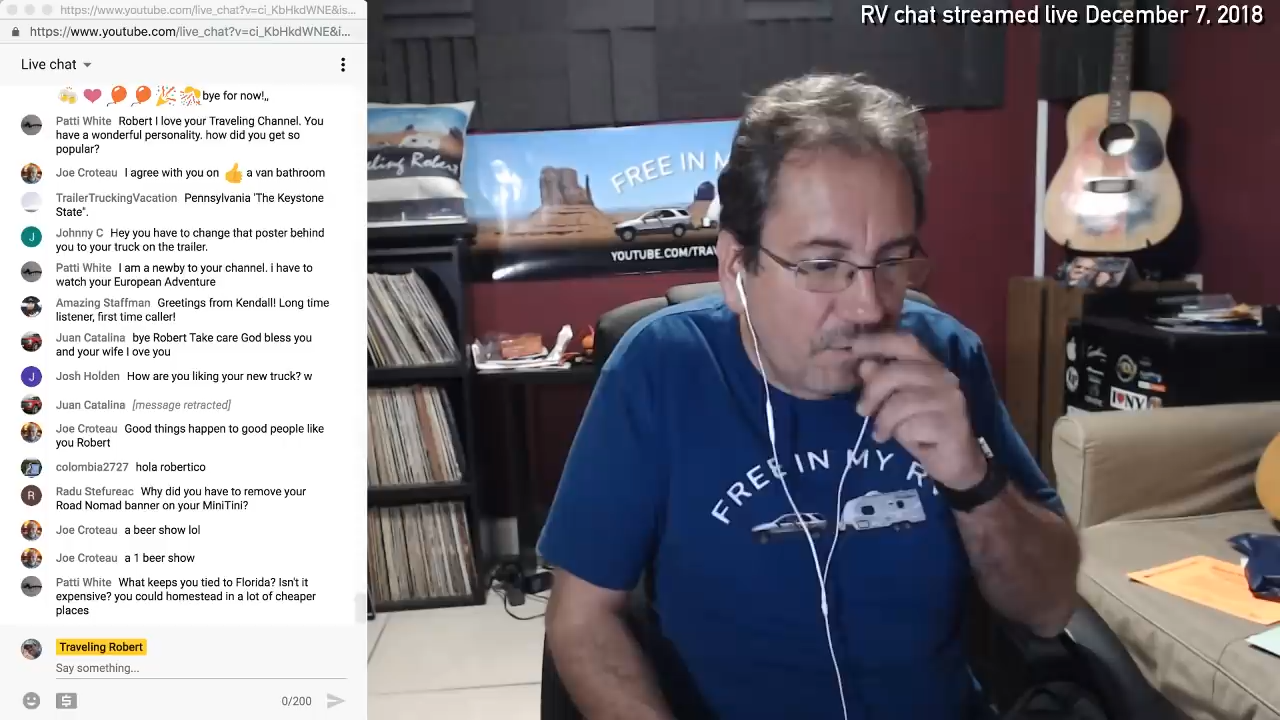 RV chat streamed live December 7, 2018
https://www.youtube.com/live_chat?v=ci_KbHkdWNE&is...
https://www.youtube.com/live_chat?v=ci_KbHkdWNE&i...
Live chat
bye for now!,,
Patti White Robert I love your Traveling Channel. You
have a wonderful personality. how did you get so
popular?
Joe Croteau I agree with you on 👍 a van bathroom
TrailerTruckingVacation Pennsylvania 'The Keystone
State".
J
Johnny C Hey you have to change that poster behind
you to your truck on the trailer.
Patti White I am a newby to your channel. i have to
watch your European Adventure
Amazing Staffman Greetings from Kendall! Long time
listener, first time caller!
Juan Catalina bye Robert Take care God bless you
and your wife I ove you
J
Josh Holden How are you liking your new truck? w
Juan Catalina [message retracted]
Joe Croteau Good things happen to good people like
you Robert
colombia2727 hola robertico
R
Radu Stefureac Why did you have to remove your
Road Nomad banner on your MiniTini?
Joe Croteau a beer show lol
Joe Croteau a 1 beer show
Patti White What keeps you tied to Florida? Isn't it
expensive? you could homestead in a lot of cheaper
places
Traveling Robert
Say something...
0/200
eling Robert
FREE IN M
YOUTUBE.COM/TRA
FREE IN MY R
I ❤ NY